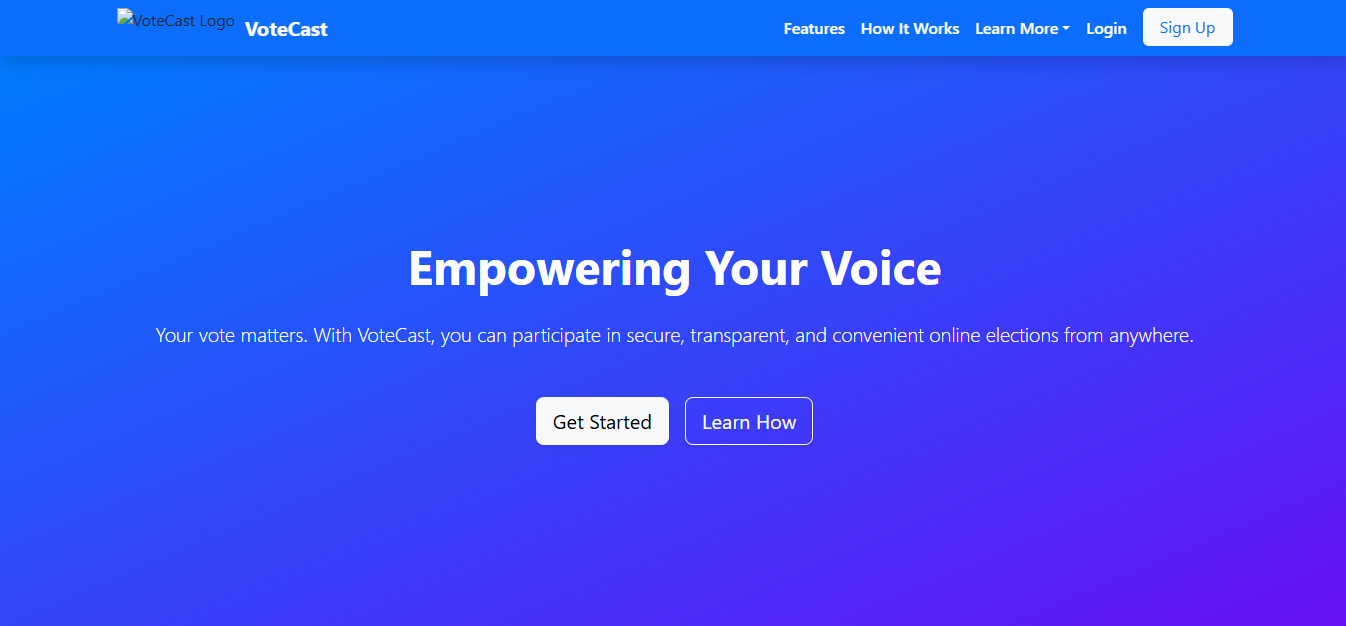 VoteCast Logo VoteCast Features How It Works Learn More Login Sign Up
Empowering Your Voice
Your vote matters. With VoteCast, you can participate in secure, transparent, and convenient online elections from anywhere.
Get Started Learn How